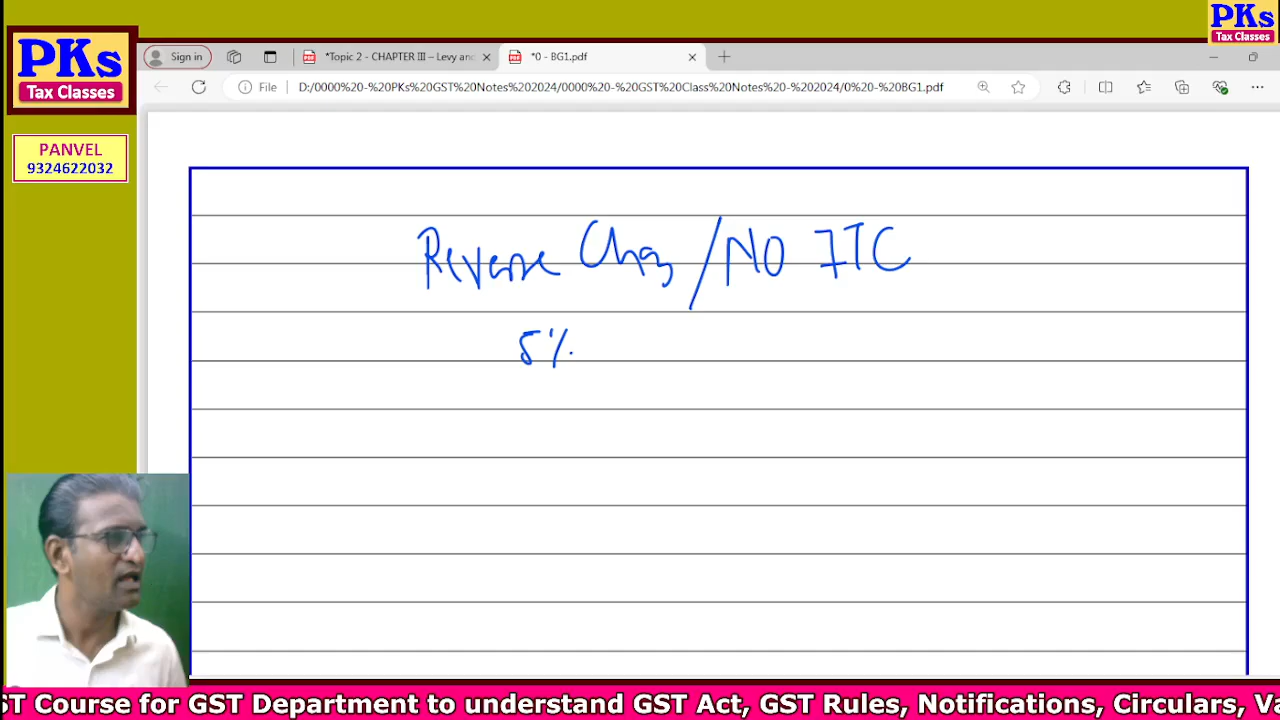 PKs
Tax Classes
PKs
Tax Classes
PANVEL
9324622032
Sign in
*Topic 2 - CHAPTER III – Levy and
*0 - BG1.pdf
File
D:/0000%20-%20PKs%20GST%20Notes%202024/0000%20-%20GST%20Class%20Notes%20-%202024/0%20-%20BG1.pdf
Reverse Charg / NO ITC
5%
ST Course for GST Department to understand GST Act, GST Rules, Notifications, Circulars, Va